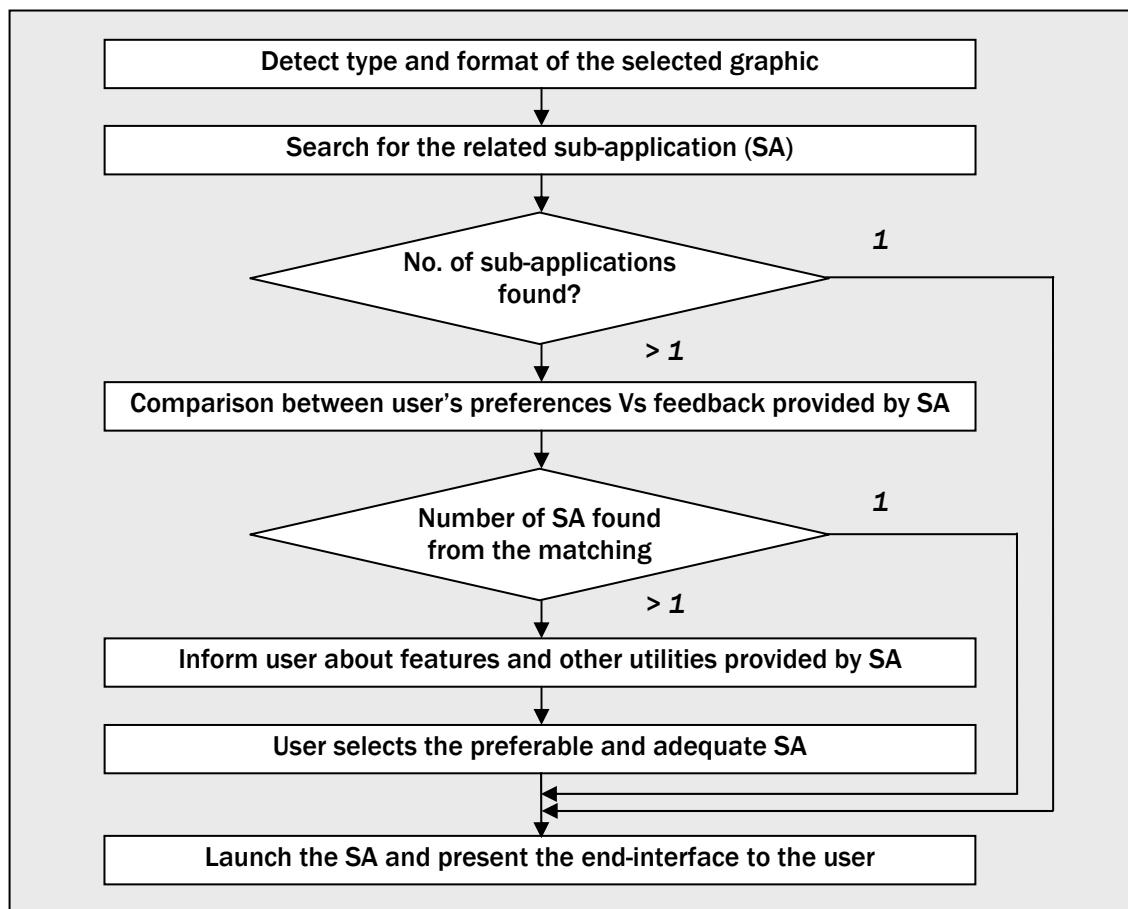 Detect type and format of the selected graphic
Search for the related sub-application (SA)
No. of sub-applications
found?
1
> 1
Comparison between user’s preferences Vs feedback provided by SA
Number of SA found
from the matching
1
> 1
Inform user about features and other utilities provided by SA
User selects the preferable and adequate SA
Launch the SA and present the end-interface to the user